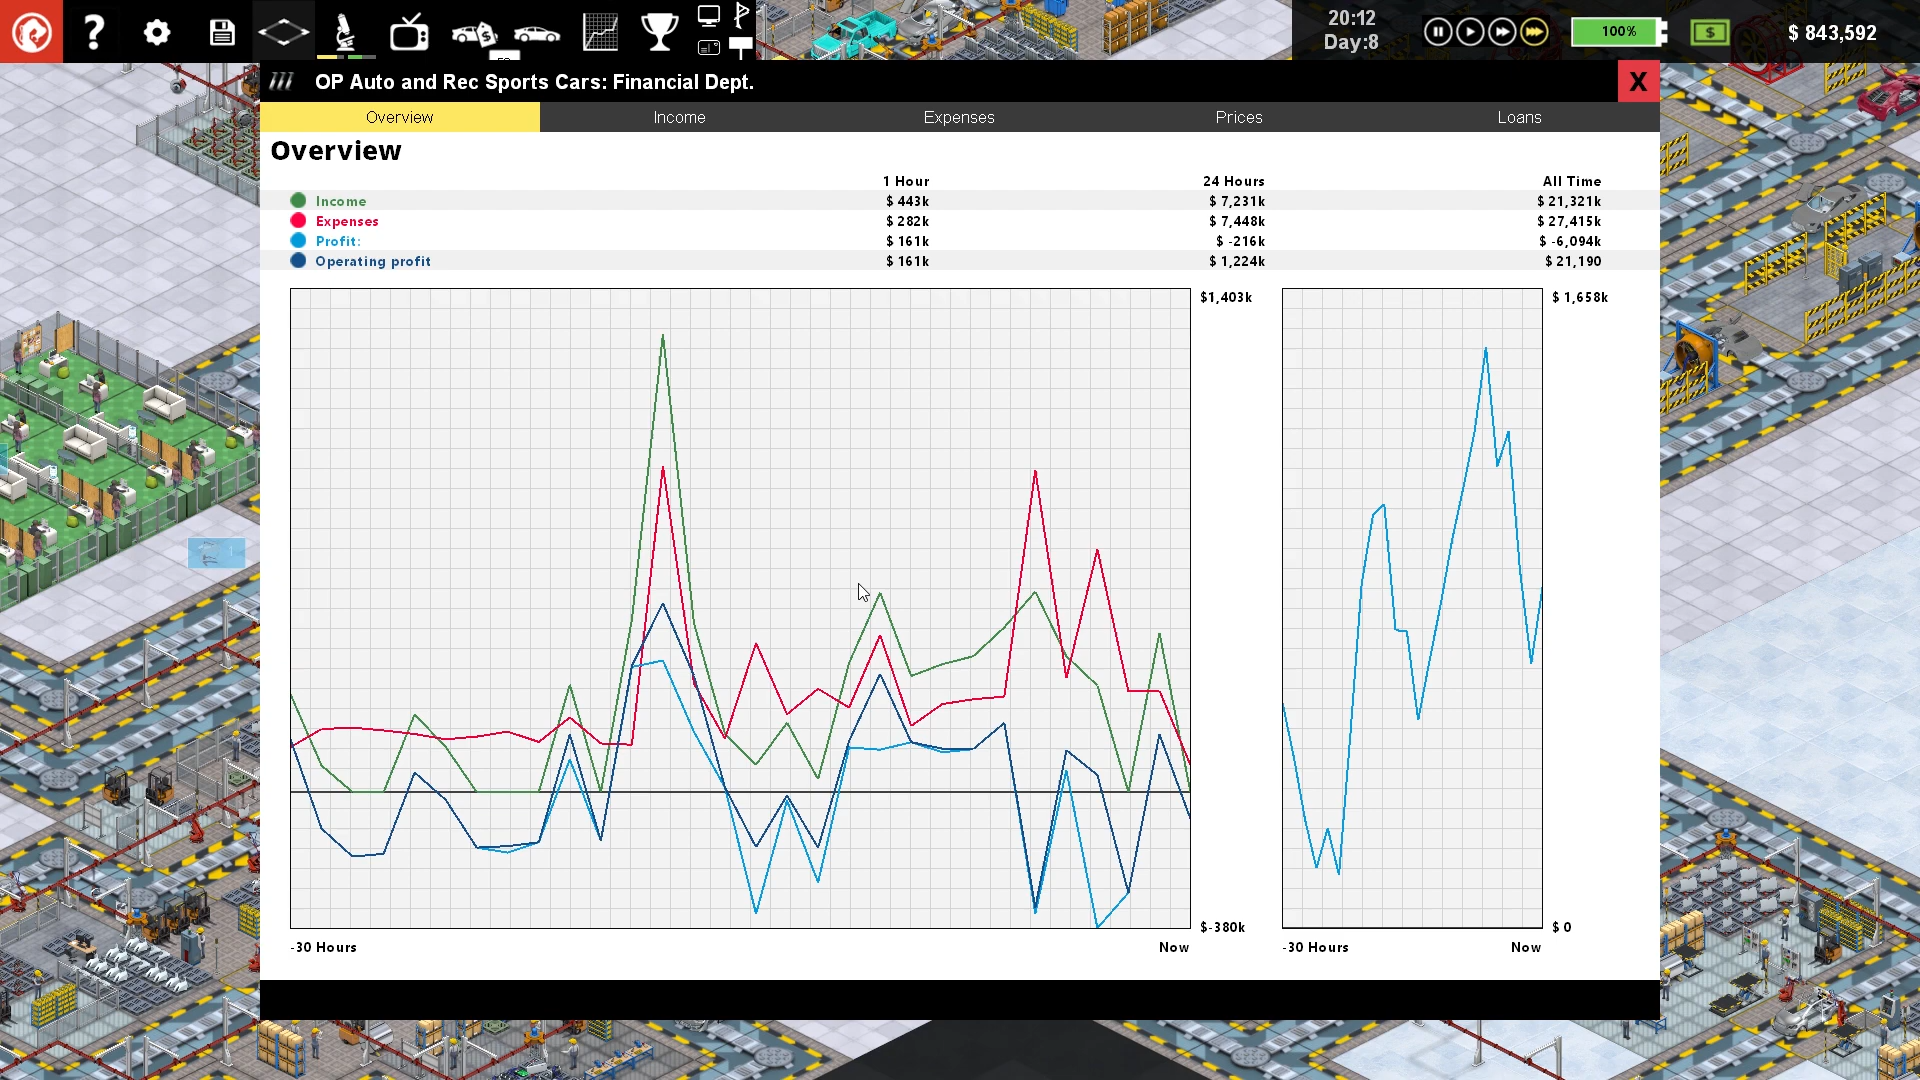 ?
20:12
Day:8
100%
$
$ 843,592
OP Auto and Rec Sports Cars: Financial Dept.
X
Overview Income Expenses Prices Loans
Overview
1 Hour 24 Hours All Time
Income $ 443k $ 7,231k $ 21,321k
Expenses $ 282k $ 7,448k $ 27,415k
Profit: $ 161k $ -216k $ -6,094k
Operating profit $ 161k $ 1,224k $ 21,190
$1,403k $ 1,658k
$-380k $ 0
-30 Hours Now -30 Hours Now